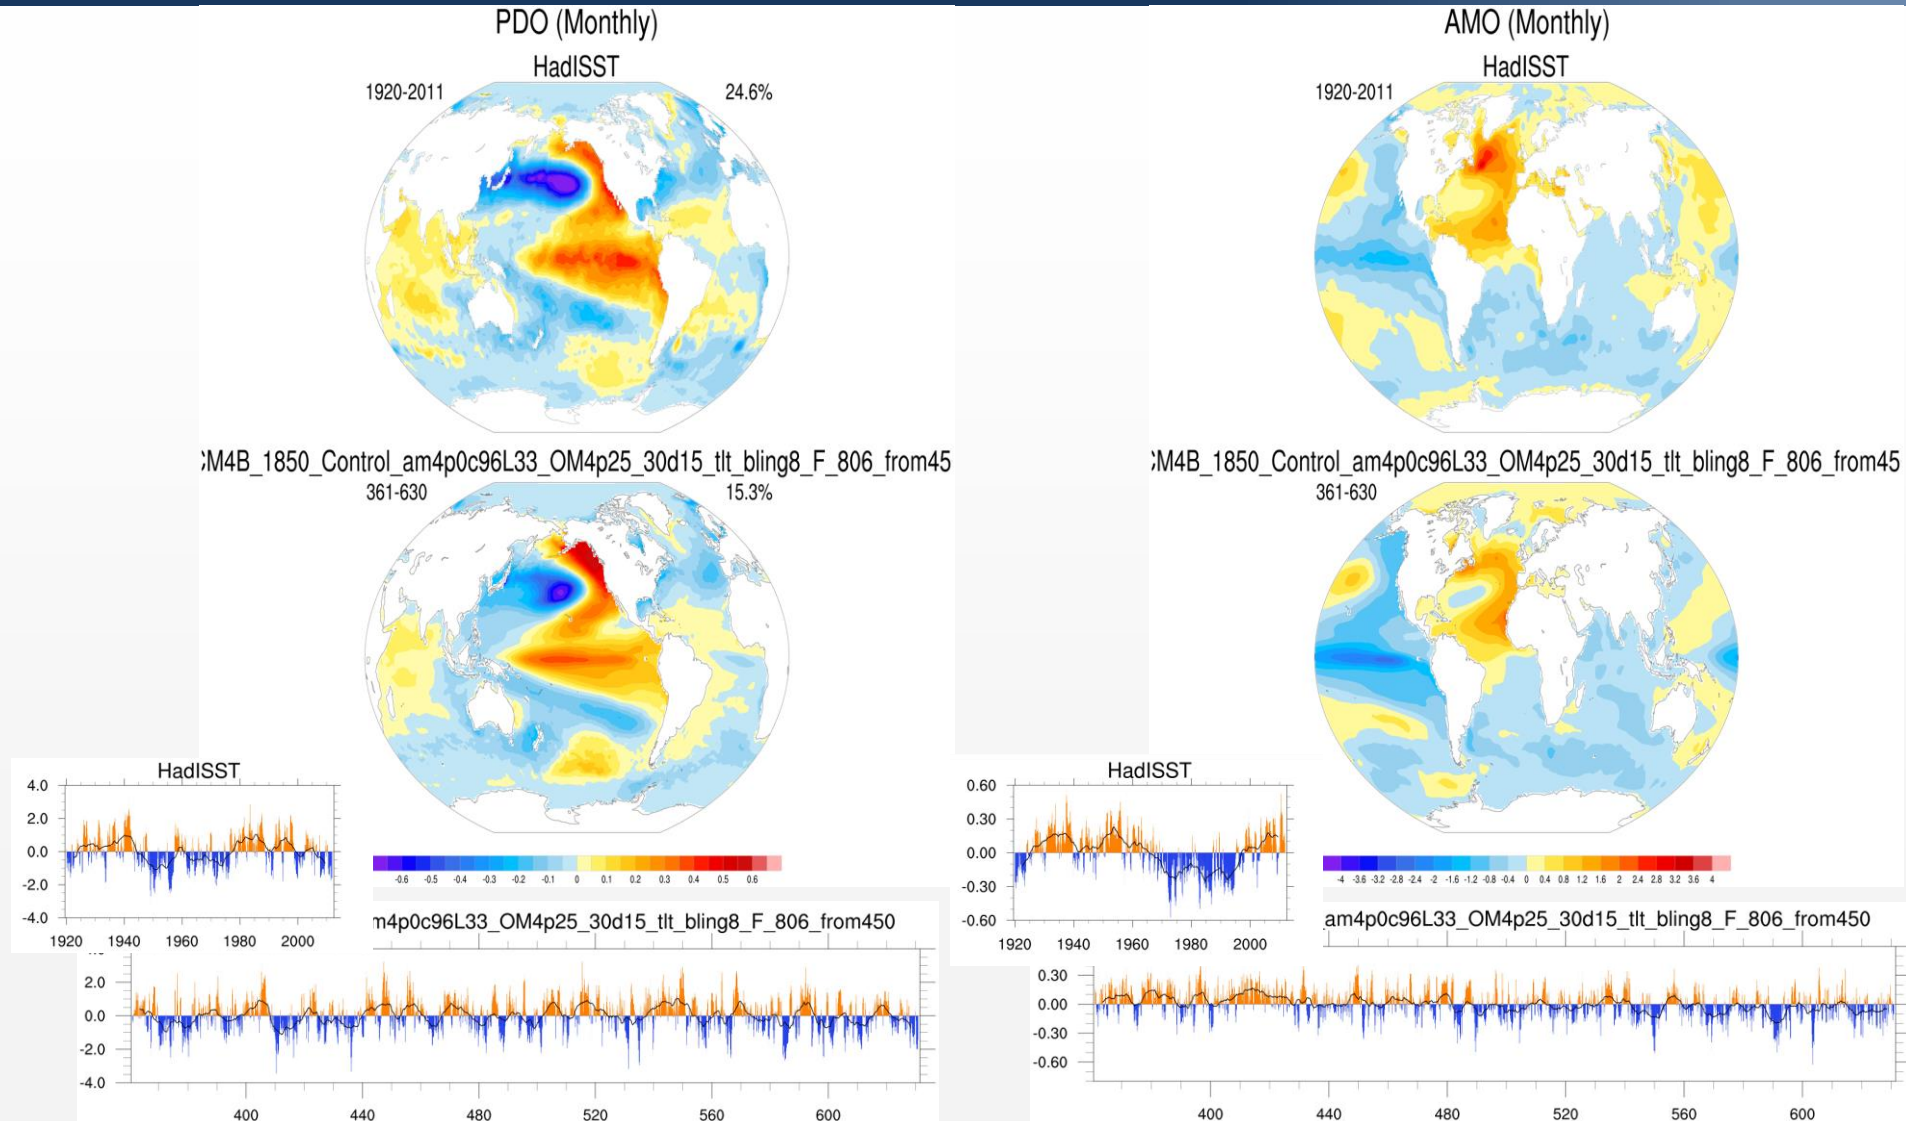 PDO (Monthly)
HadISST
1920-2011
24.6%
CM4B_1850_Control_am4p0c96L33_OM4p25_30d15_tlt_bling8_F_806_from45
361-630
15.3%
-0.6 -0.5 -0.4 -0.3 -0.2 -0.1 0 0.1 0.2 0.3 0.4 0.5 0.6
HadISST
4.0
2.0
0.0
-2.0
-4.0
1920 1940 1960 1980 2000
m4p0c96L33_OM4p25_30d15_tlt_bling8_F_806_from450
2.0
0.0
-2.0
-4.0
400 440 480 520 560 600
AMO (Monthly)
HadISST
1920-2011
CM4B_1850_Control_am4p0c96L33_OM4p25_30d15_tlt_bling8_F_806_from45
361-630
-4 -3.6 -3.2 -2.8 -2.4 -2 -1.6 -1.2 -0.8 -0.4 0 0.4 0.8 1.2 1.6 2 2.4 2.8 3.2 3.6 4
HadISST
0.60
0.30
0.00
-0.30
-0.60
1920 1940 1960 1980 2000
am4p0c96L33_OM4p25_30d15_tlt_bling8_F_806_from450
0.30
0.00
-0.30
-0.60
400 440 480 520 560 600